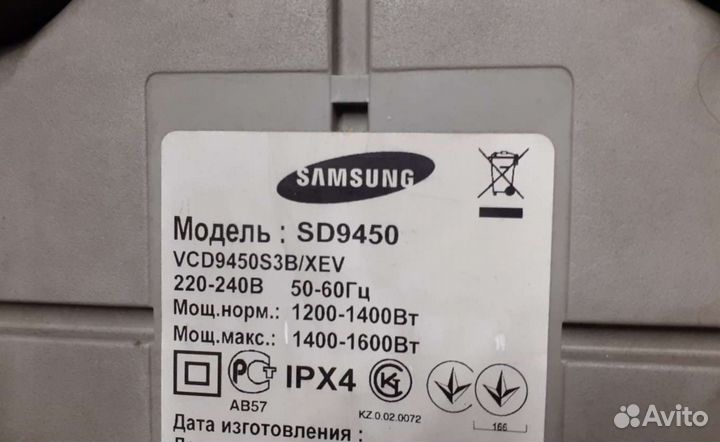 SAMSUNG
Модель : SD9450
VCD9450S3B/XEV
220-240В 50-60Гц
Мощ.норм.: 1200-1400Вт
Мощ.макс.: 1400-1600Вт
IPX4
АВ57
KZ.0.02.0072
166
Дата изготовления :
Avito